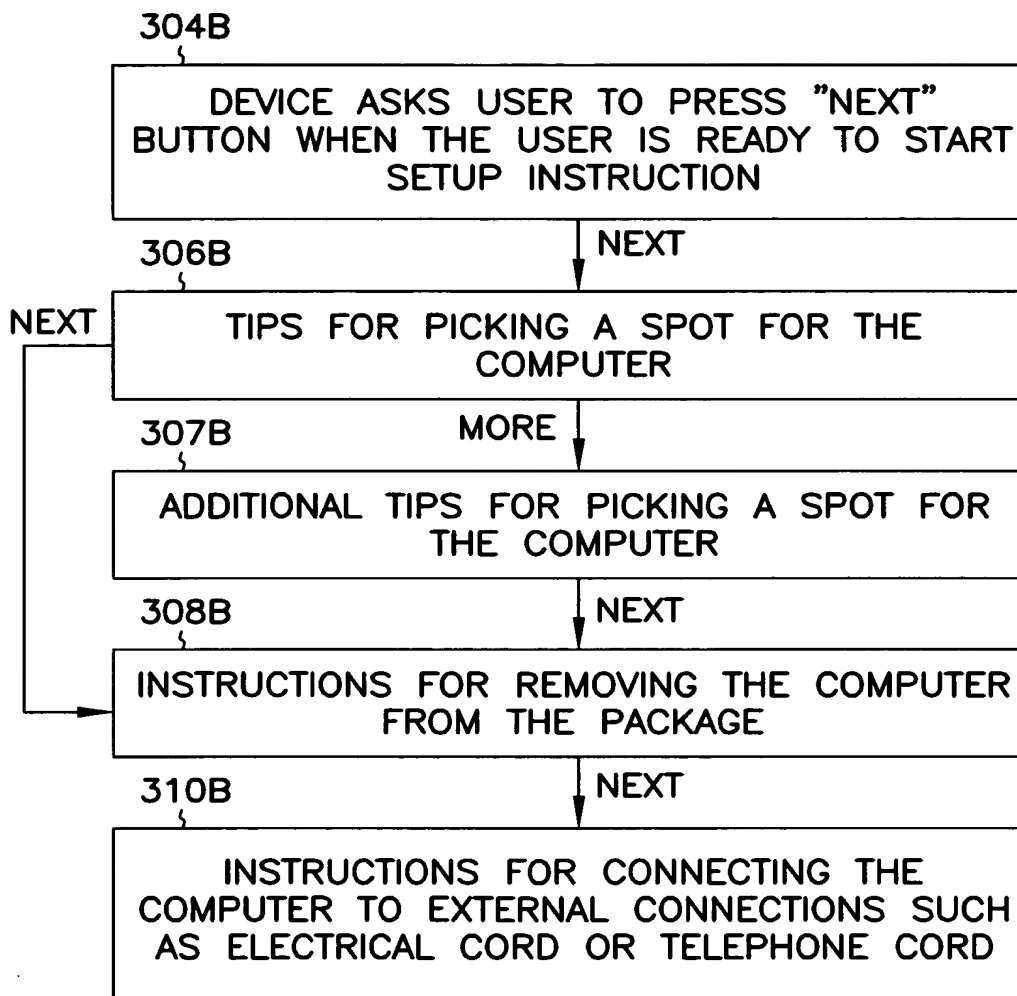 304B
DEVICE ASKS USER TO PRESS "NEXT"
BUTTON WHEN THE USER IS READY TO START
SETUP INSTRUCTION
NEXT
306B
NEXT
TIPS FOR PICKING A SPOT FOR THE
COMPUTER
MORE
307B
ADDITIONAL TIPS FOR PICKING A SPOT FOR
THE COMPUTER
NEXT
308B
INSTRUCTIONS FOR REMOVING THE COMPUTER
FROM THE PACKAGE
NEXT
310B
INSTRUCTIONS FOR CONNECTING THE
COMPUTER TO EXTERNAL CONNECTIONS SUCH
AS ELECTRICAL CORD OR TELEPHONE CORD